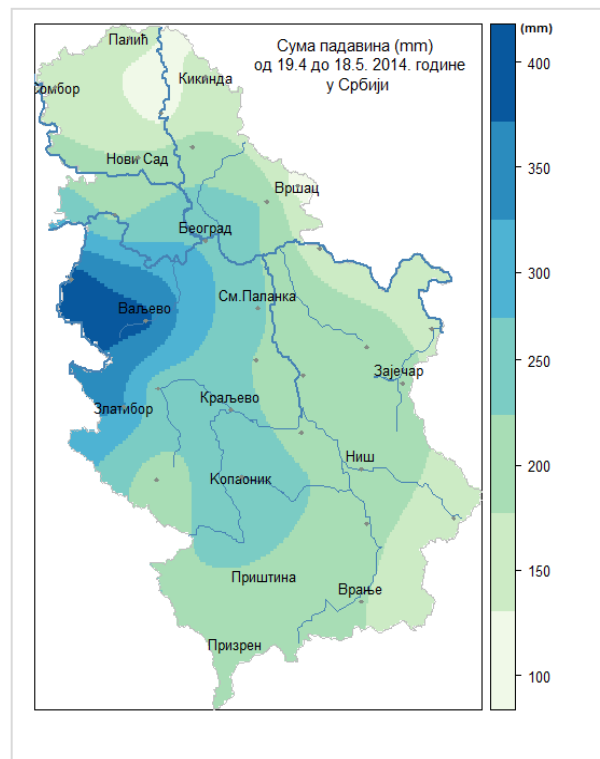 Палић
Сума падавина (mm)
од 19.4 до 18.5. 2014. године
у Србији
Кикинда
Сомбор
Нови Сад
Вршац
Београд
См.Паланка
Ваљево
Зајечар
Краљево
Златибор
Ниш
Копаоник
Приштина
Врање
Призрен
(mm)
400
350
300
250
200
150
100